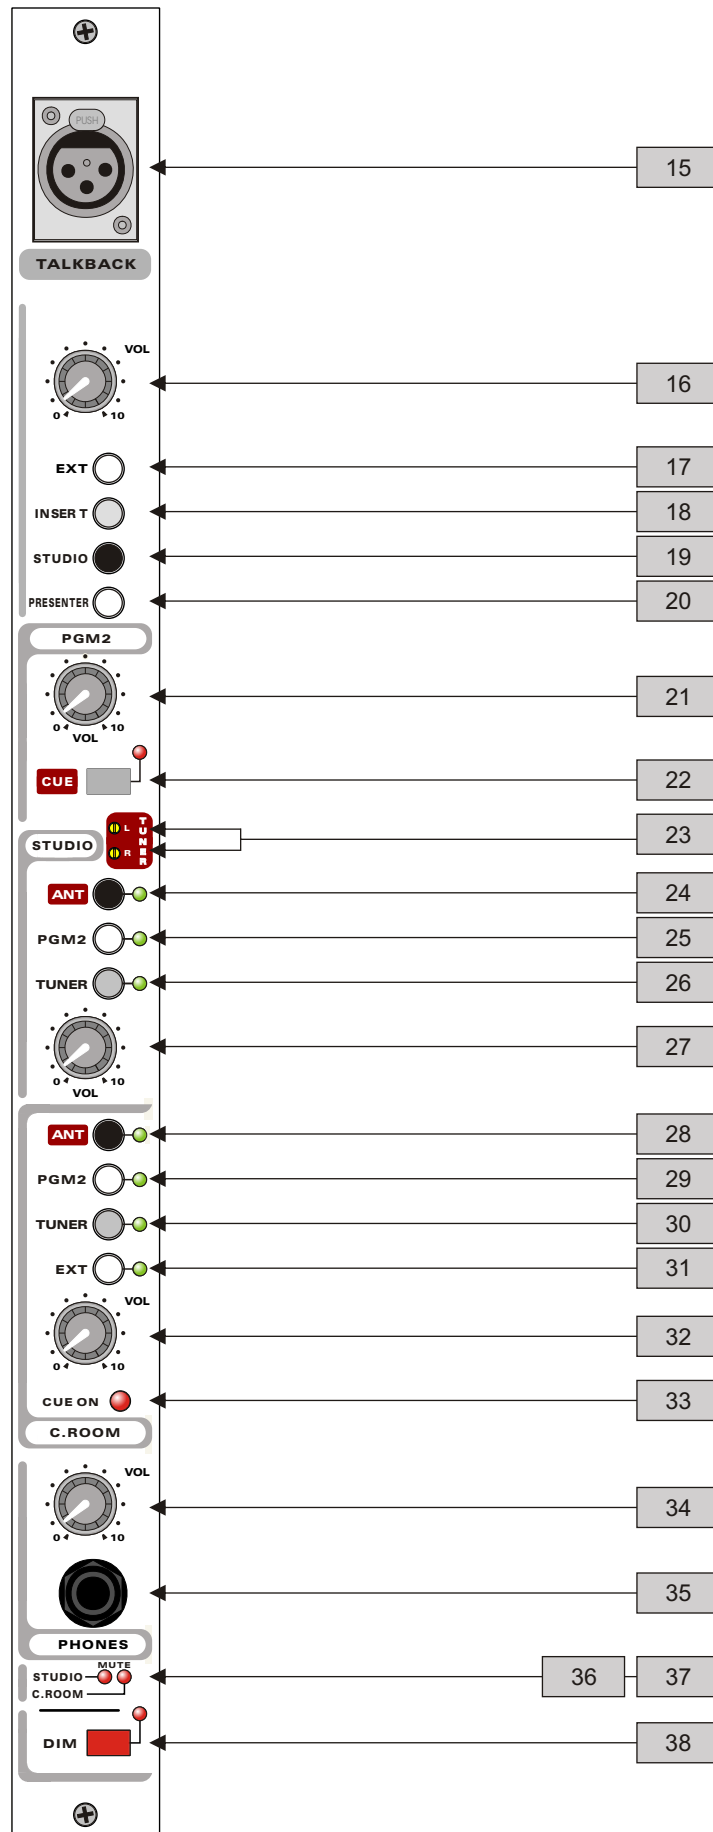 PUSH
15
TALKBACK
VOL
16
0 10
EXT 17
INSERT 18
STUDIO 19
PRESENTER 20
PGM2
21
0 10
VOL
CUE 22
L TUNER 23
STUDIO
R
ANT 24
PGM2 25
TUNER 26
27
0 10
VOL
ANT 28
PGM2 29
TUNER 30
EXT 31
VOL
32
0 10
CUE ON 33
C.ROOM
VOL
34
0 10
35
PHONES
MUTE
STUDIO 36 37
C.ROOM
DIM 38